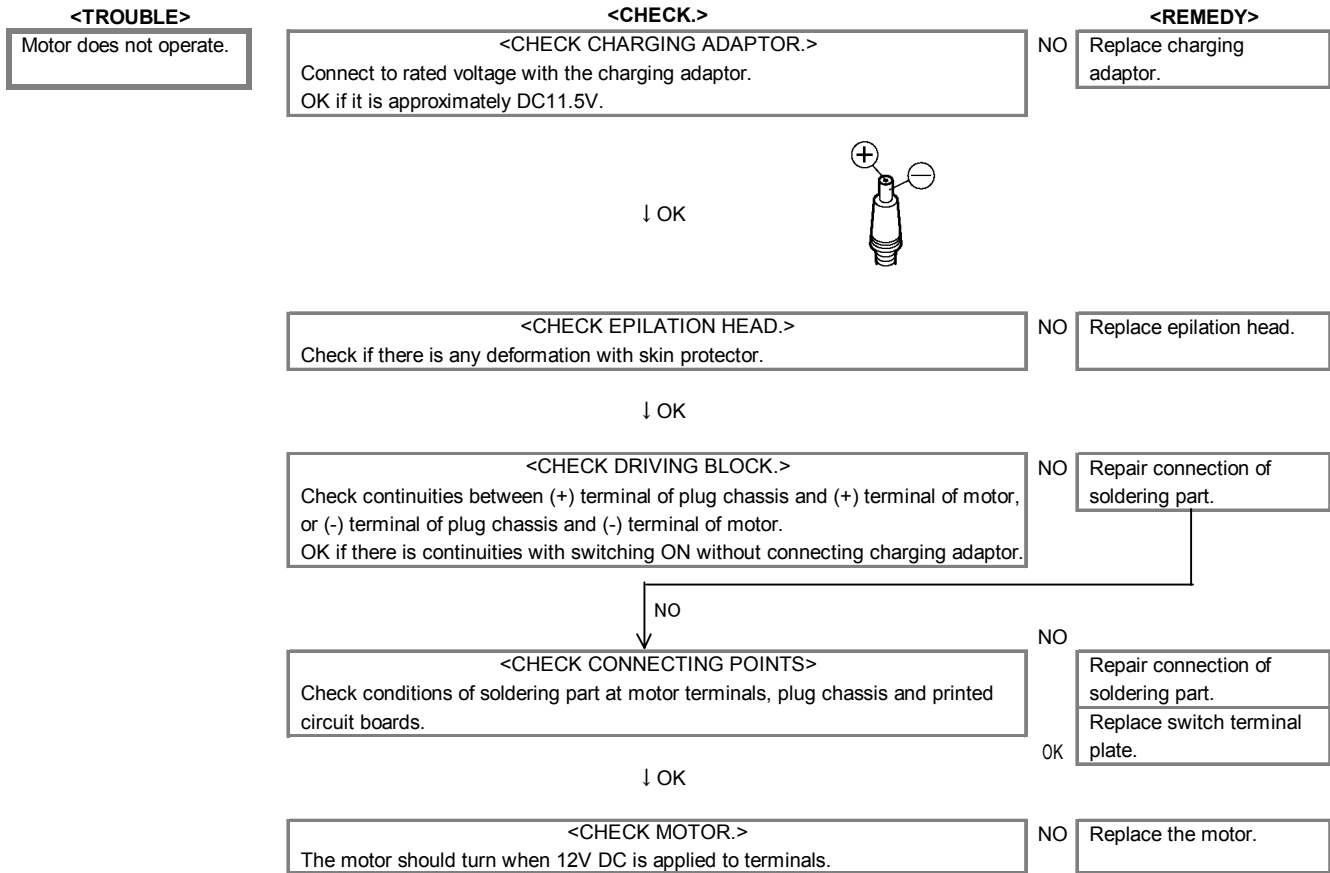 <TROUBLE>
<CHECK.>
<REMEDY>
Motor does not operate.
<CHECK CHARGING ADAPTOR.>
Connect to rated voltage with the charging adaptor.
OK if it is approximately DC11.5V.
NO
Replace charging
adaptor.
+
−
↓ OK
<CHECK EPILATION HEAD.>
Check if there is any deformation with skin protector.
NO
Replace epilation head.
↓ OK
<CHECK DRIVING BLOCK.>
Check continuities between (+) terminal of plug chassis and (+) terminal of motor,
or (-) terminal of plug chassis and (-) terminal of motor.
OK if there is continuities with switching ON without connecting charging adaptor.
NO
Repair connection of
soldering part.
NO
<CHECK CONNECTING POINTS>
Check conditions of soldering part at motor terminals, plug chassis and printed
circuit boards.
NO
Repair connection of
soldering part.
OK
Replace switch terminal
plate.
↓ OK
<CHECK MOTOR.>
The motor should turn when 12V DC is applied to terminals.
NO
Replace the motor.